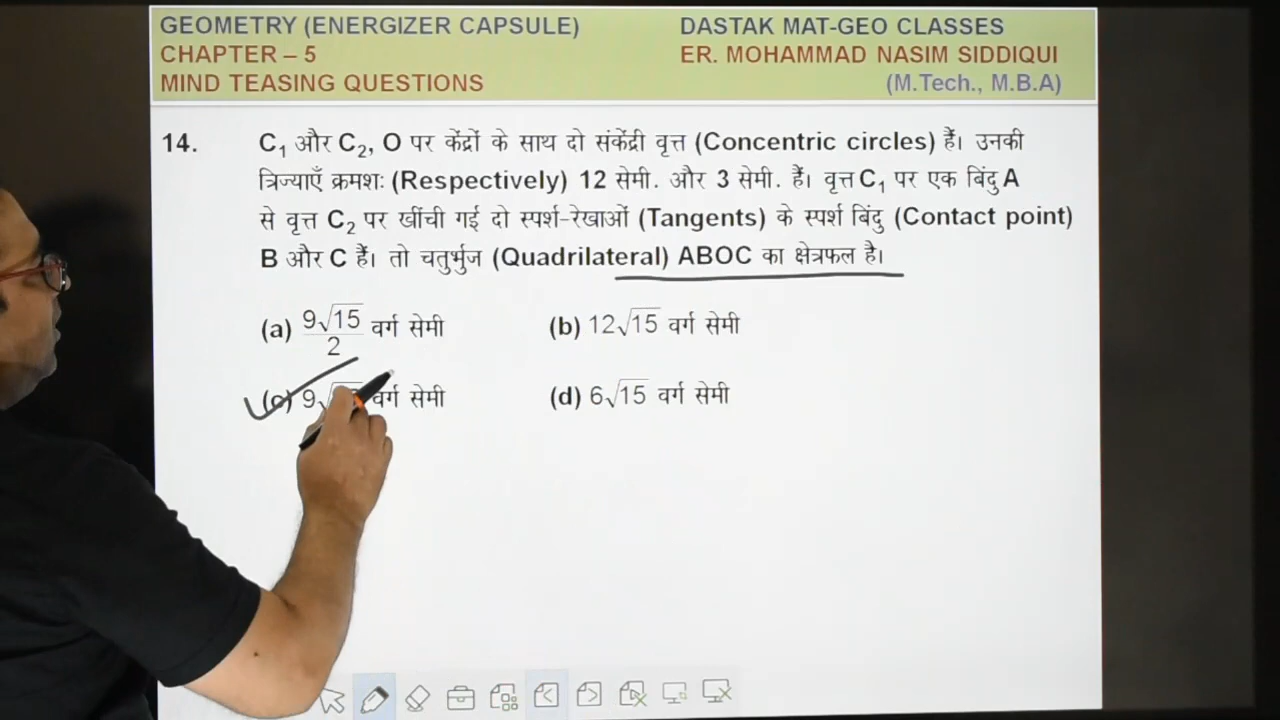 GEOMETRY (ENERGIZER CAPSULE) DASTAK MAT-GEO CLASSES
CHAPTER – 5 ER. MOHAMMAD NASIM SIDDIQUI
MIND TEASING QUESTIONS (M.Tech., M.B.A)
14. C₁ और C₂, O पर केंद्रों के साथ दो संकेंद्री वृत्त (Concentric circles) हैं। उनकी
त्रिज्याएँ क्रमशः (Respectively) 12 सेमी. और 3 सेमी. हैं। वृत्त C₁ पर एक बिंदु A
से वृत्त C₂ पर खींची गई दो स्पर्श-रेखाओं (Tangents) के स्पर्श बिंदु (Contact point)
B और C हैं। तो चतुर्भुज (Quadrilateral) ABOC का क्षेत्रफल है।
(a) 9√15/2 वर्ग सेमी (b) 12√15 वर्ग सेमी
(c) 9√ वर्ग सेमी (d) 6√15 वर्ग सेमी